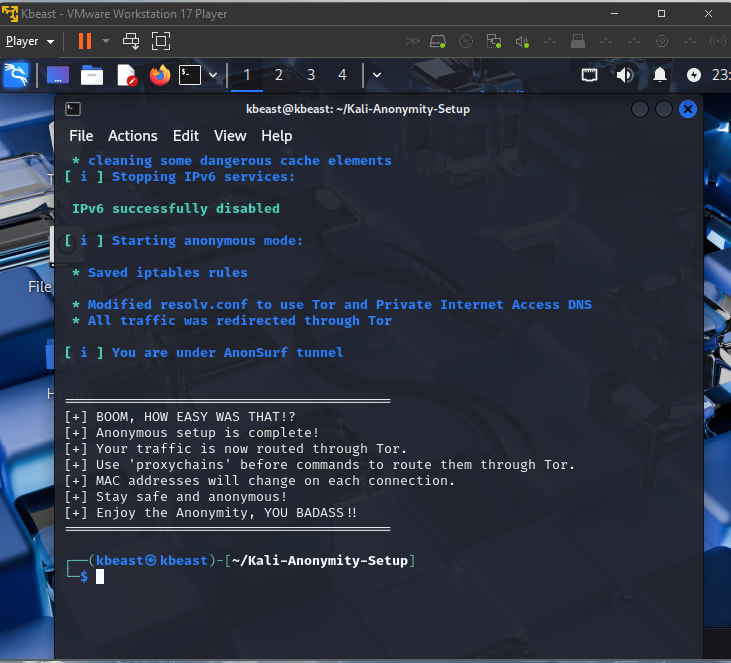 Kbeast - VMware Workstation 17 Player
Player
1 2 3 4
23:
kbeast@kbeast: ~/Kali-Anonymity-Setup
File Actions Edit View Help
* cleaning some dangerous cache elements
[ i ] Stopping IPv6 services:
IPv6 successfully disabled
[ i ] Starting anonymous mode:
* Saved iptables rules
File System
* Modified resolv.conf to use Tor and Private Internet Access DNS
* All traffic was redirected through Tor
[ i ] You are under AnonSurf tunnel
[+] BOOM, HOW EASY WAS THAT!?
[+] Anonymous setup is complete!
[+] Your traffic is now routed through Tor.
[+] Use 'proxychains' before commands to route them through Tor.
[+] MAC addresses will change on each connection.
[+] Stay safe and anonymous!
[+] Enjoy the Anonymity, YOU BADASS!!
(kbeast㉿kbeast)-[~/Kali-Anonymity-Setup]
$